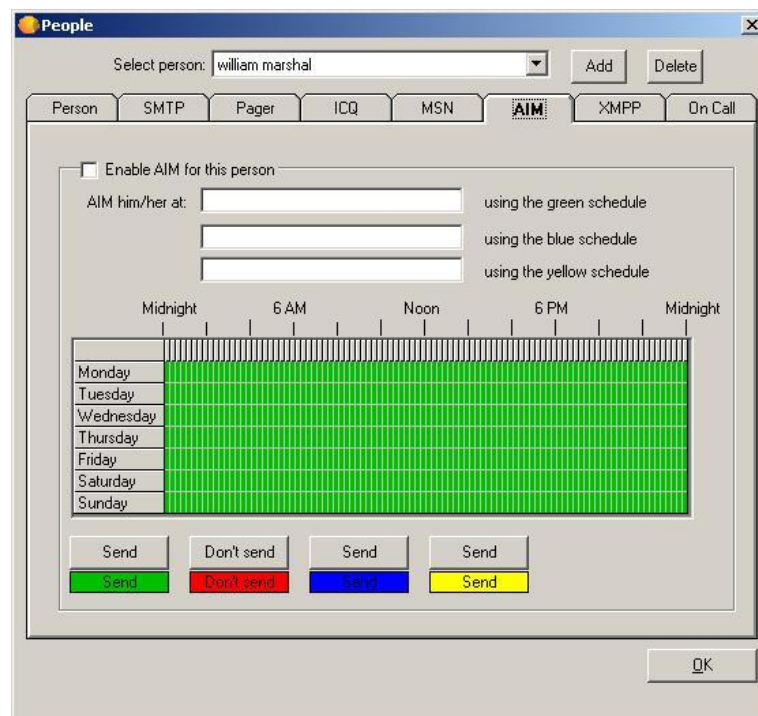 People
Select person: william marshal Add Delete
Person SMTP Pager ICQ MSN AIM XMPP On Call
Enable AIM for this person
AIM him/her at: using the green schedule
using the blue schedule
using the yellow schedule
Midnight 6 AM Noon 6 PM Midnight
Monday
Tuesday
Wednesday
Thursday
Friday
Saturday
Sunday
Send Don't send Send Send
Send Don't send Send Send
OK